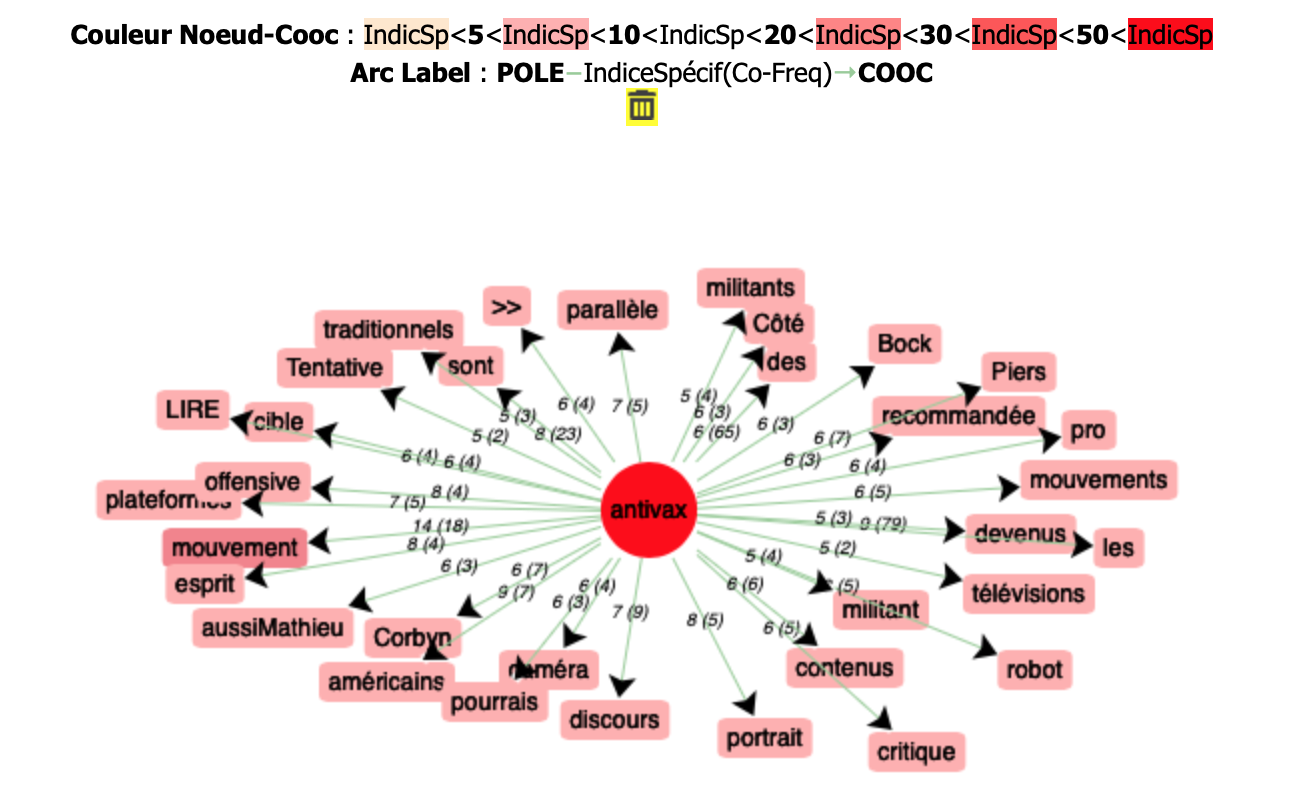 Couleur Noeud-Cooc : IndicSp<5<IndicSp<10<IndicSp<20<IndicSp<30<IndicSp<50<IndicSp
Arc Label : POLE–IndiceSpécif(Co-Freq)→COOC
militants
>>
parallèle
Côté
traditionnels
Bock
des
Tentative
sont
Piers
5 (4)
LIRE
6 (4)
7 (5)
6 (3)
recommandée
cible
5 (3)
6 (3)
pro
5 (2)
8 (23)
6 (65)
6 (7)
6 (4)
6 (4)
6 (3)
6 (4)
offensive
mouvements
plateformes
7 (5)
8 (4)
6 (5)
antivax
14 (18)
5 (3)
9 (79)
devenus
mouvement
8 (4)
5 (2)
les
esprit
6 (3)
6 (7)
5 (4)
9 (7)
6 (4)
6 (6)
(5)
télévisions
6 (3)
7 (9)
militant
aussiMathieu
8 (5)
6 (5)
Corbyn
caméra
contenus
robot
américains
pourrais
discours
portrait
critique